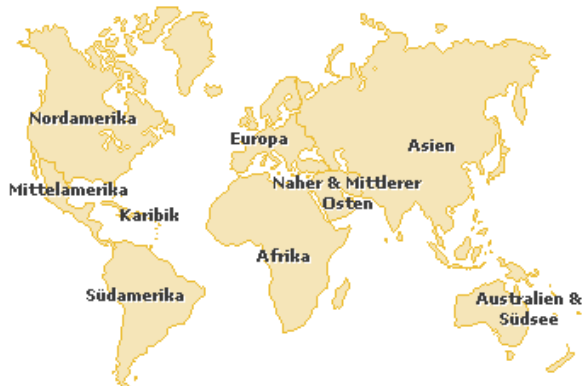 Nordamerika
Europa
Asien
Mittelamerika
Naher & Mittlerer
Osten
Karibik
Afrika
Südamerika
Australien &
Südsee